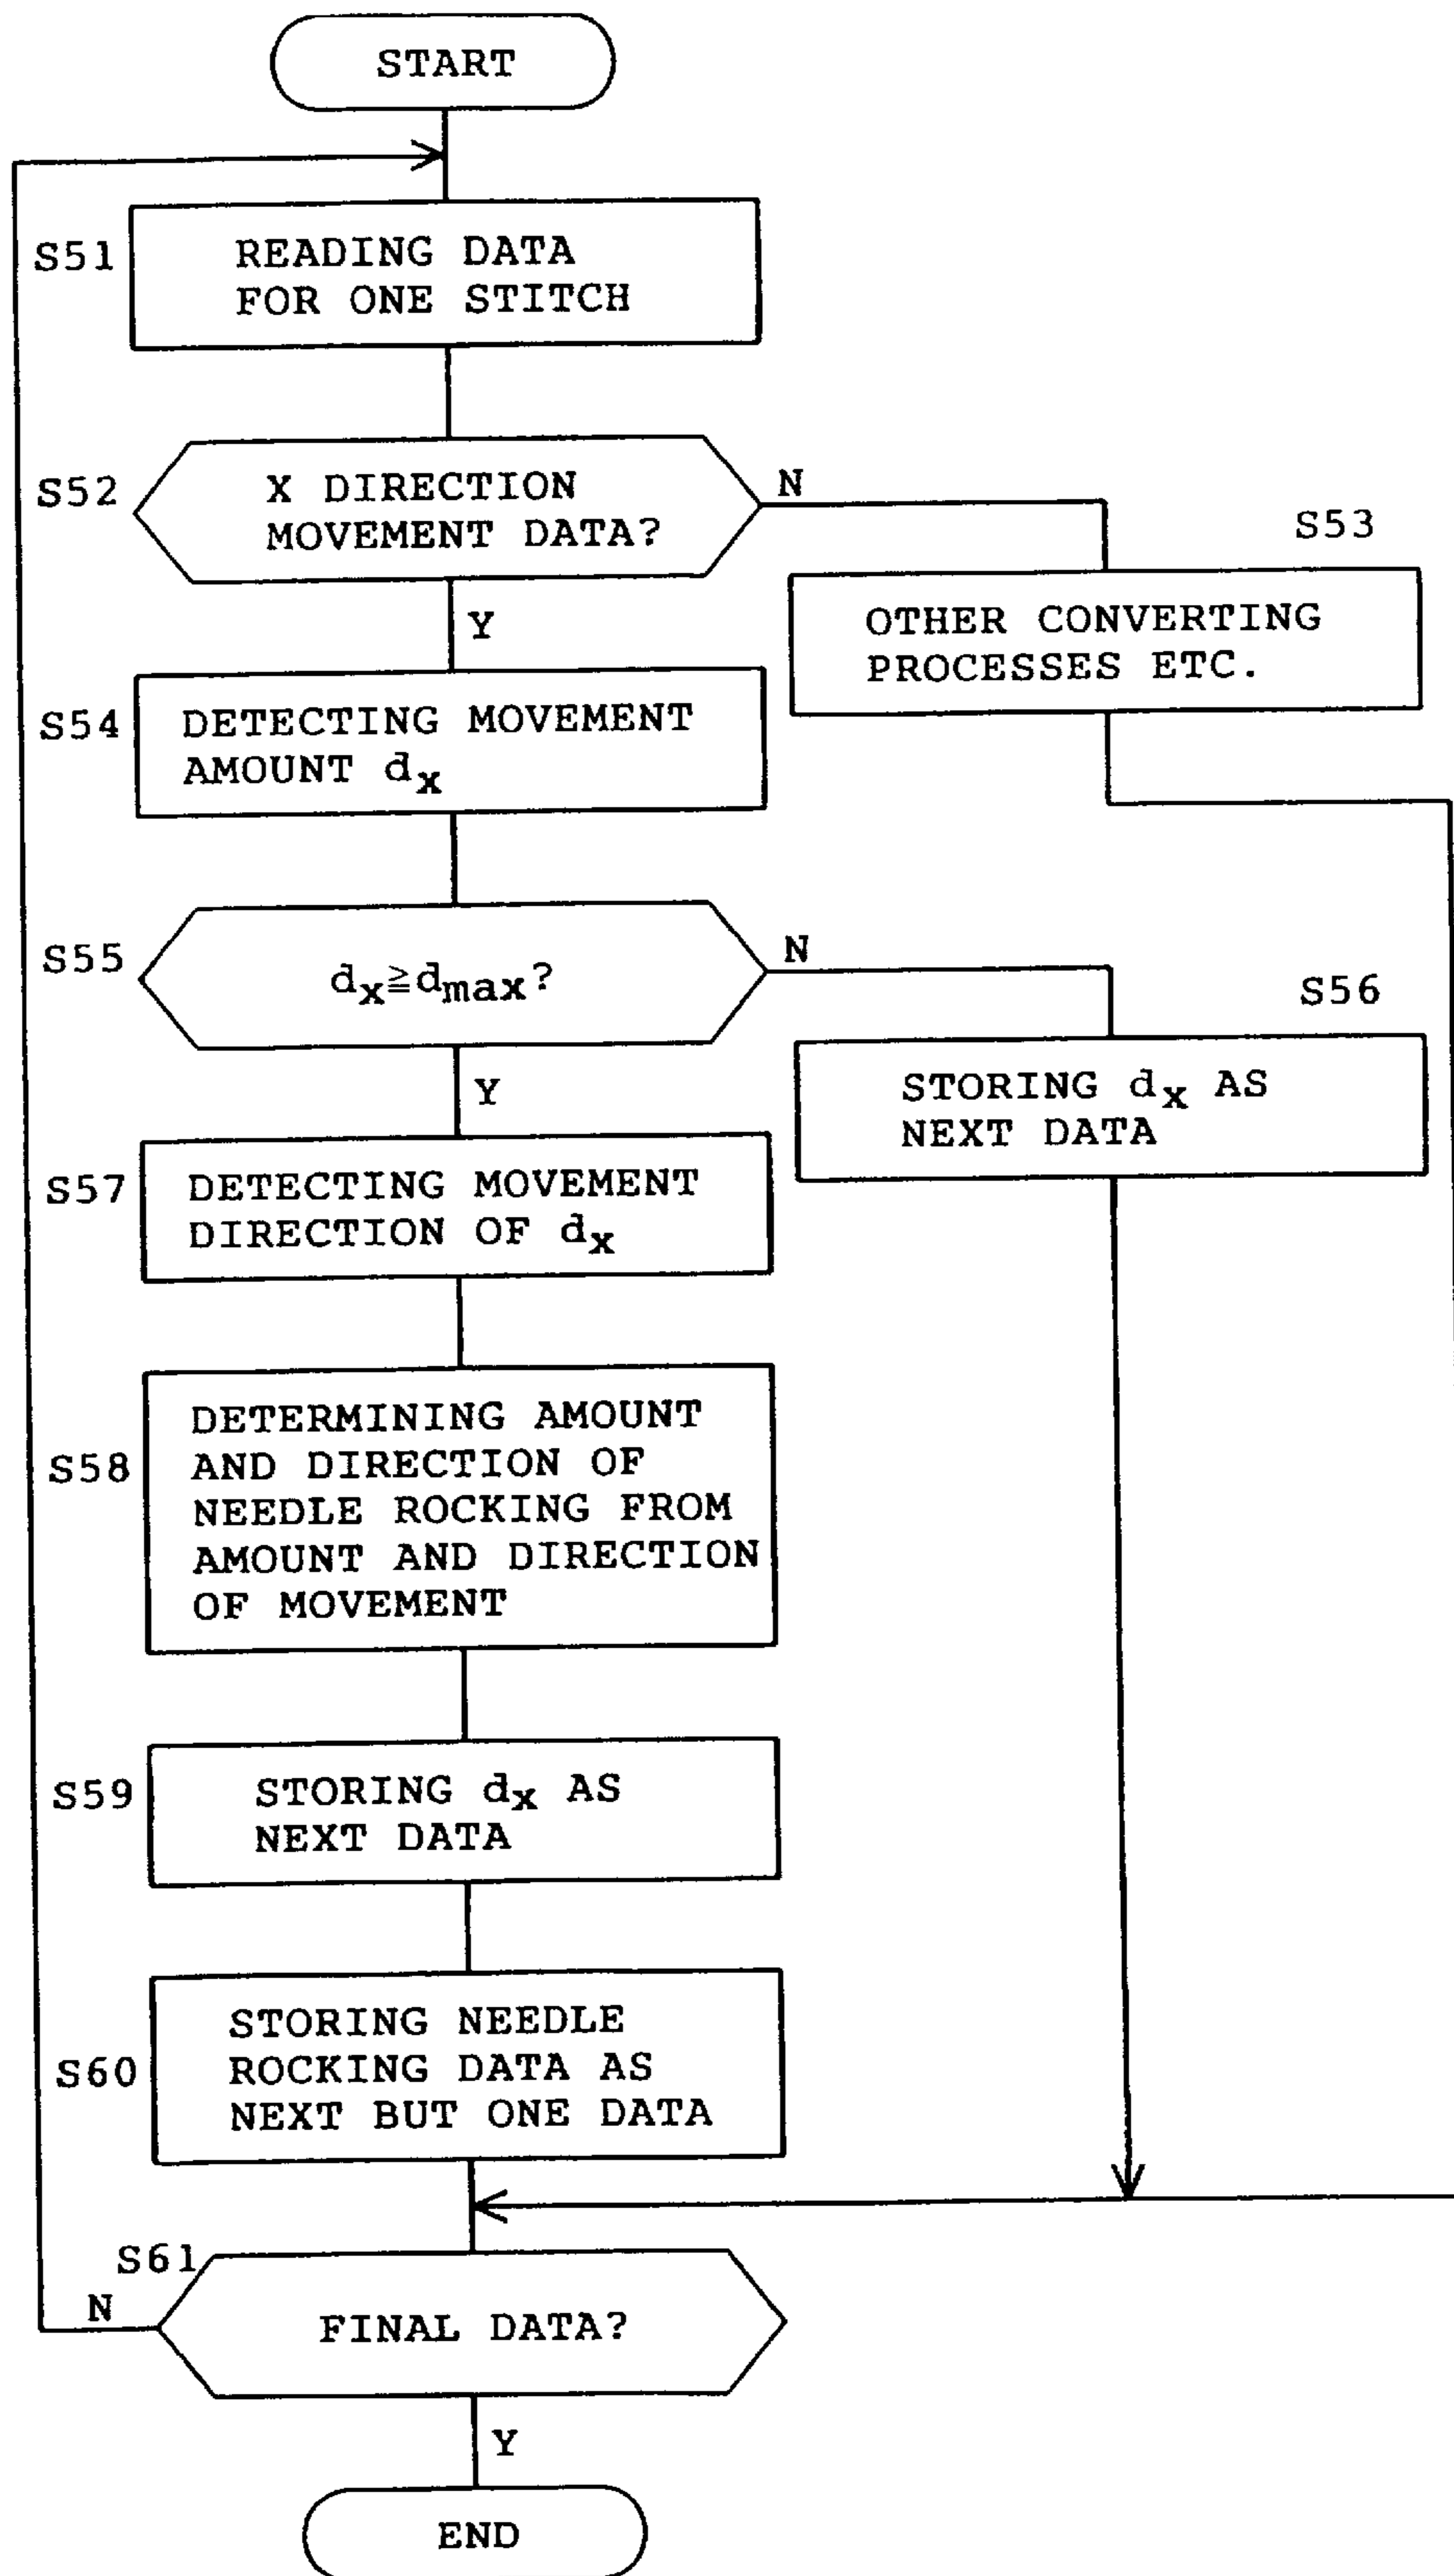 START
S51
READING DATA
FOR ONE STITCH
S52
X DIRECTION
MOVEMENT DATA?
N
S53
Y
OTHER CONVERTING
PROCESSES ETC.
S54
DETECTING MOVEMENT
AMOUNT dx
S55
dx≧dmax?
N
S56
Y
STORING dx AS
NEXT DATA
S57
DETECTING MOVEMENT
DIRECTION OF dx
S58
DETERMINING AMOUNT
AND DIRECTION OF
NEEDLE ROCKING FROM
AMOUNT AND DIRECTION
OF MOVEMENT
S59
STORING dx AS
NEXT DATA
S60
STORING NEEDLE
ROCKING DATA AS
NEXT BUT ONE DATA
S61
N
FINAL DATA?
Y
END